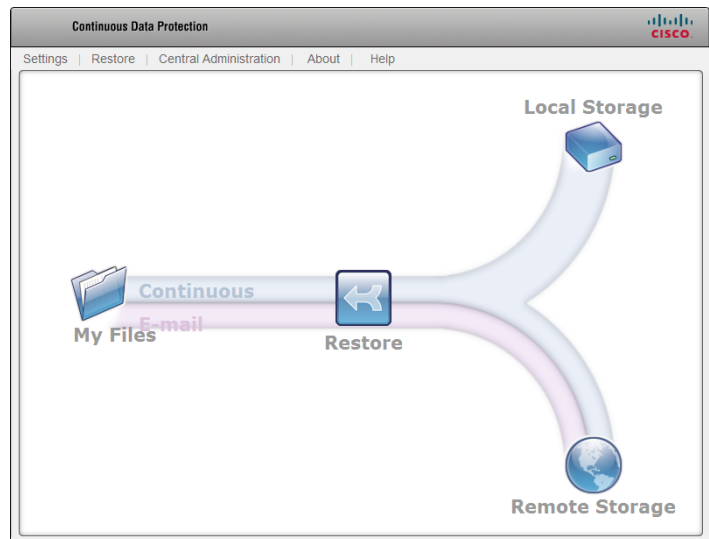 Continuous Data Protection
CISCO
Settings | Restore | Central Administration | About | Help
Local Storage
Continuous
E-mail
My Files
Restore
Remote Storage